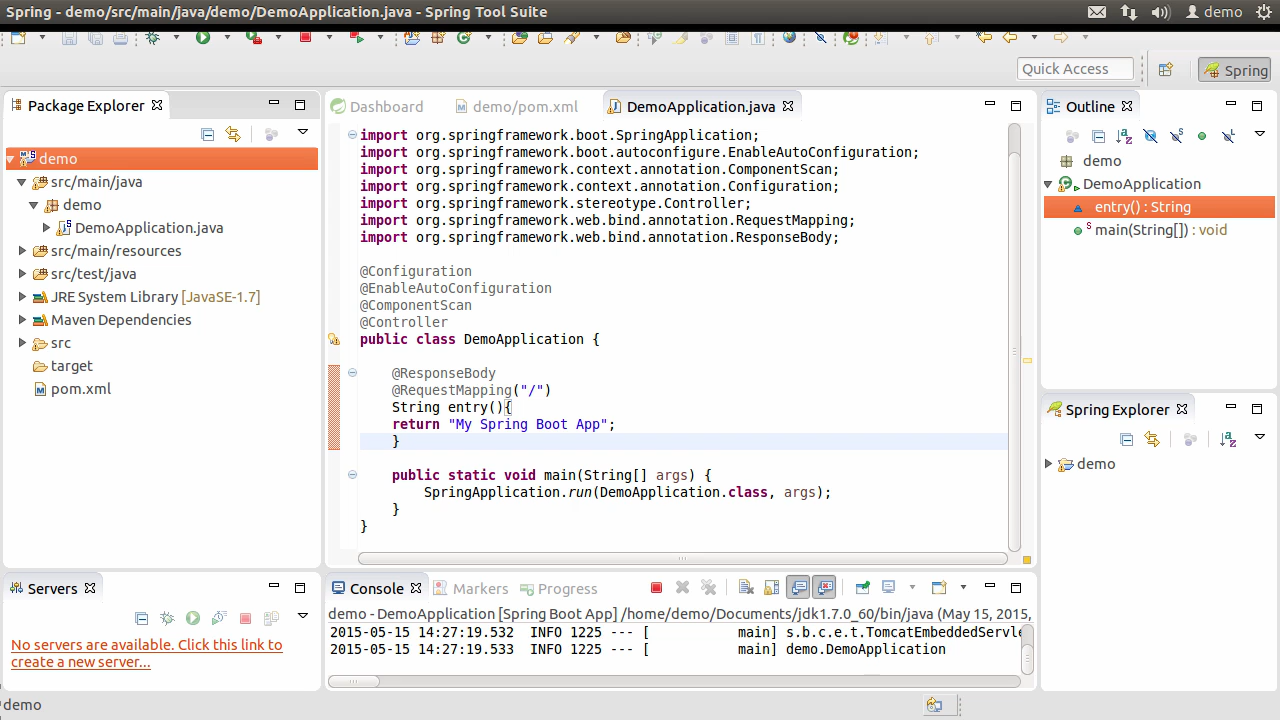 Spring - demo/src/main/java/demo/DemoApplication.java - Spring Tool Suite
demo
Quick Access
Spring
Package Explorer
demo
src/main/java
demo
DemoApplication.java
src/main/resources
src/test/java
JRE System Library [JavaSE-1.7]
Maven Dependencies
src
target
pom.xml
Dashboard
demo/pom.xml
DemoApplication.java
import org.springframework.boot.SpringApplication;
import org.springframework.boot.autoconfigure.EnableAutoConfiguration;
import org.springframework.context.annotation.ComponentScan;
import org.springframework.context.annotation.Configuration;
import org.springframework.stereotype.Controller;
import org.springframework.web.bind.annotation.RequestMapping;
import org.springframework.web.bind.annotation.ResponseBody;
@Configuration
@EnableAutoConfiguration
@ComponentScan
@Controller
public class DemoApplication {
@ResponseBody
@RequestMapping("/")
String entry(){
return "My Spring Boot App";
}
public static void main(String[] args) {
SpringApplication.run(DemoApplication.class, args);
}
}
Outline
demo
DemoApplication
entry() : String
main(String[]) : void
Spring Explorer
demo
Servers
No servers are available. Click this link to
create a new server...
Console
Markers
Progress
demo - DemoApplication [Spring Boot App] /home/demo/Documents/jdk1.7.0_60/bin/java (May 15, 2015,
2015-05-15 14:27:19.532 INFO 1225 --- [ main] s.b.c.e.t.TomcatEmbeddedServle
2015-05-15 14:27:19.533 INFO 1225 --- [ main] demo.DemoApplication
demo